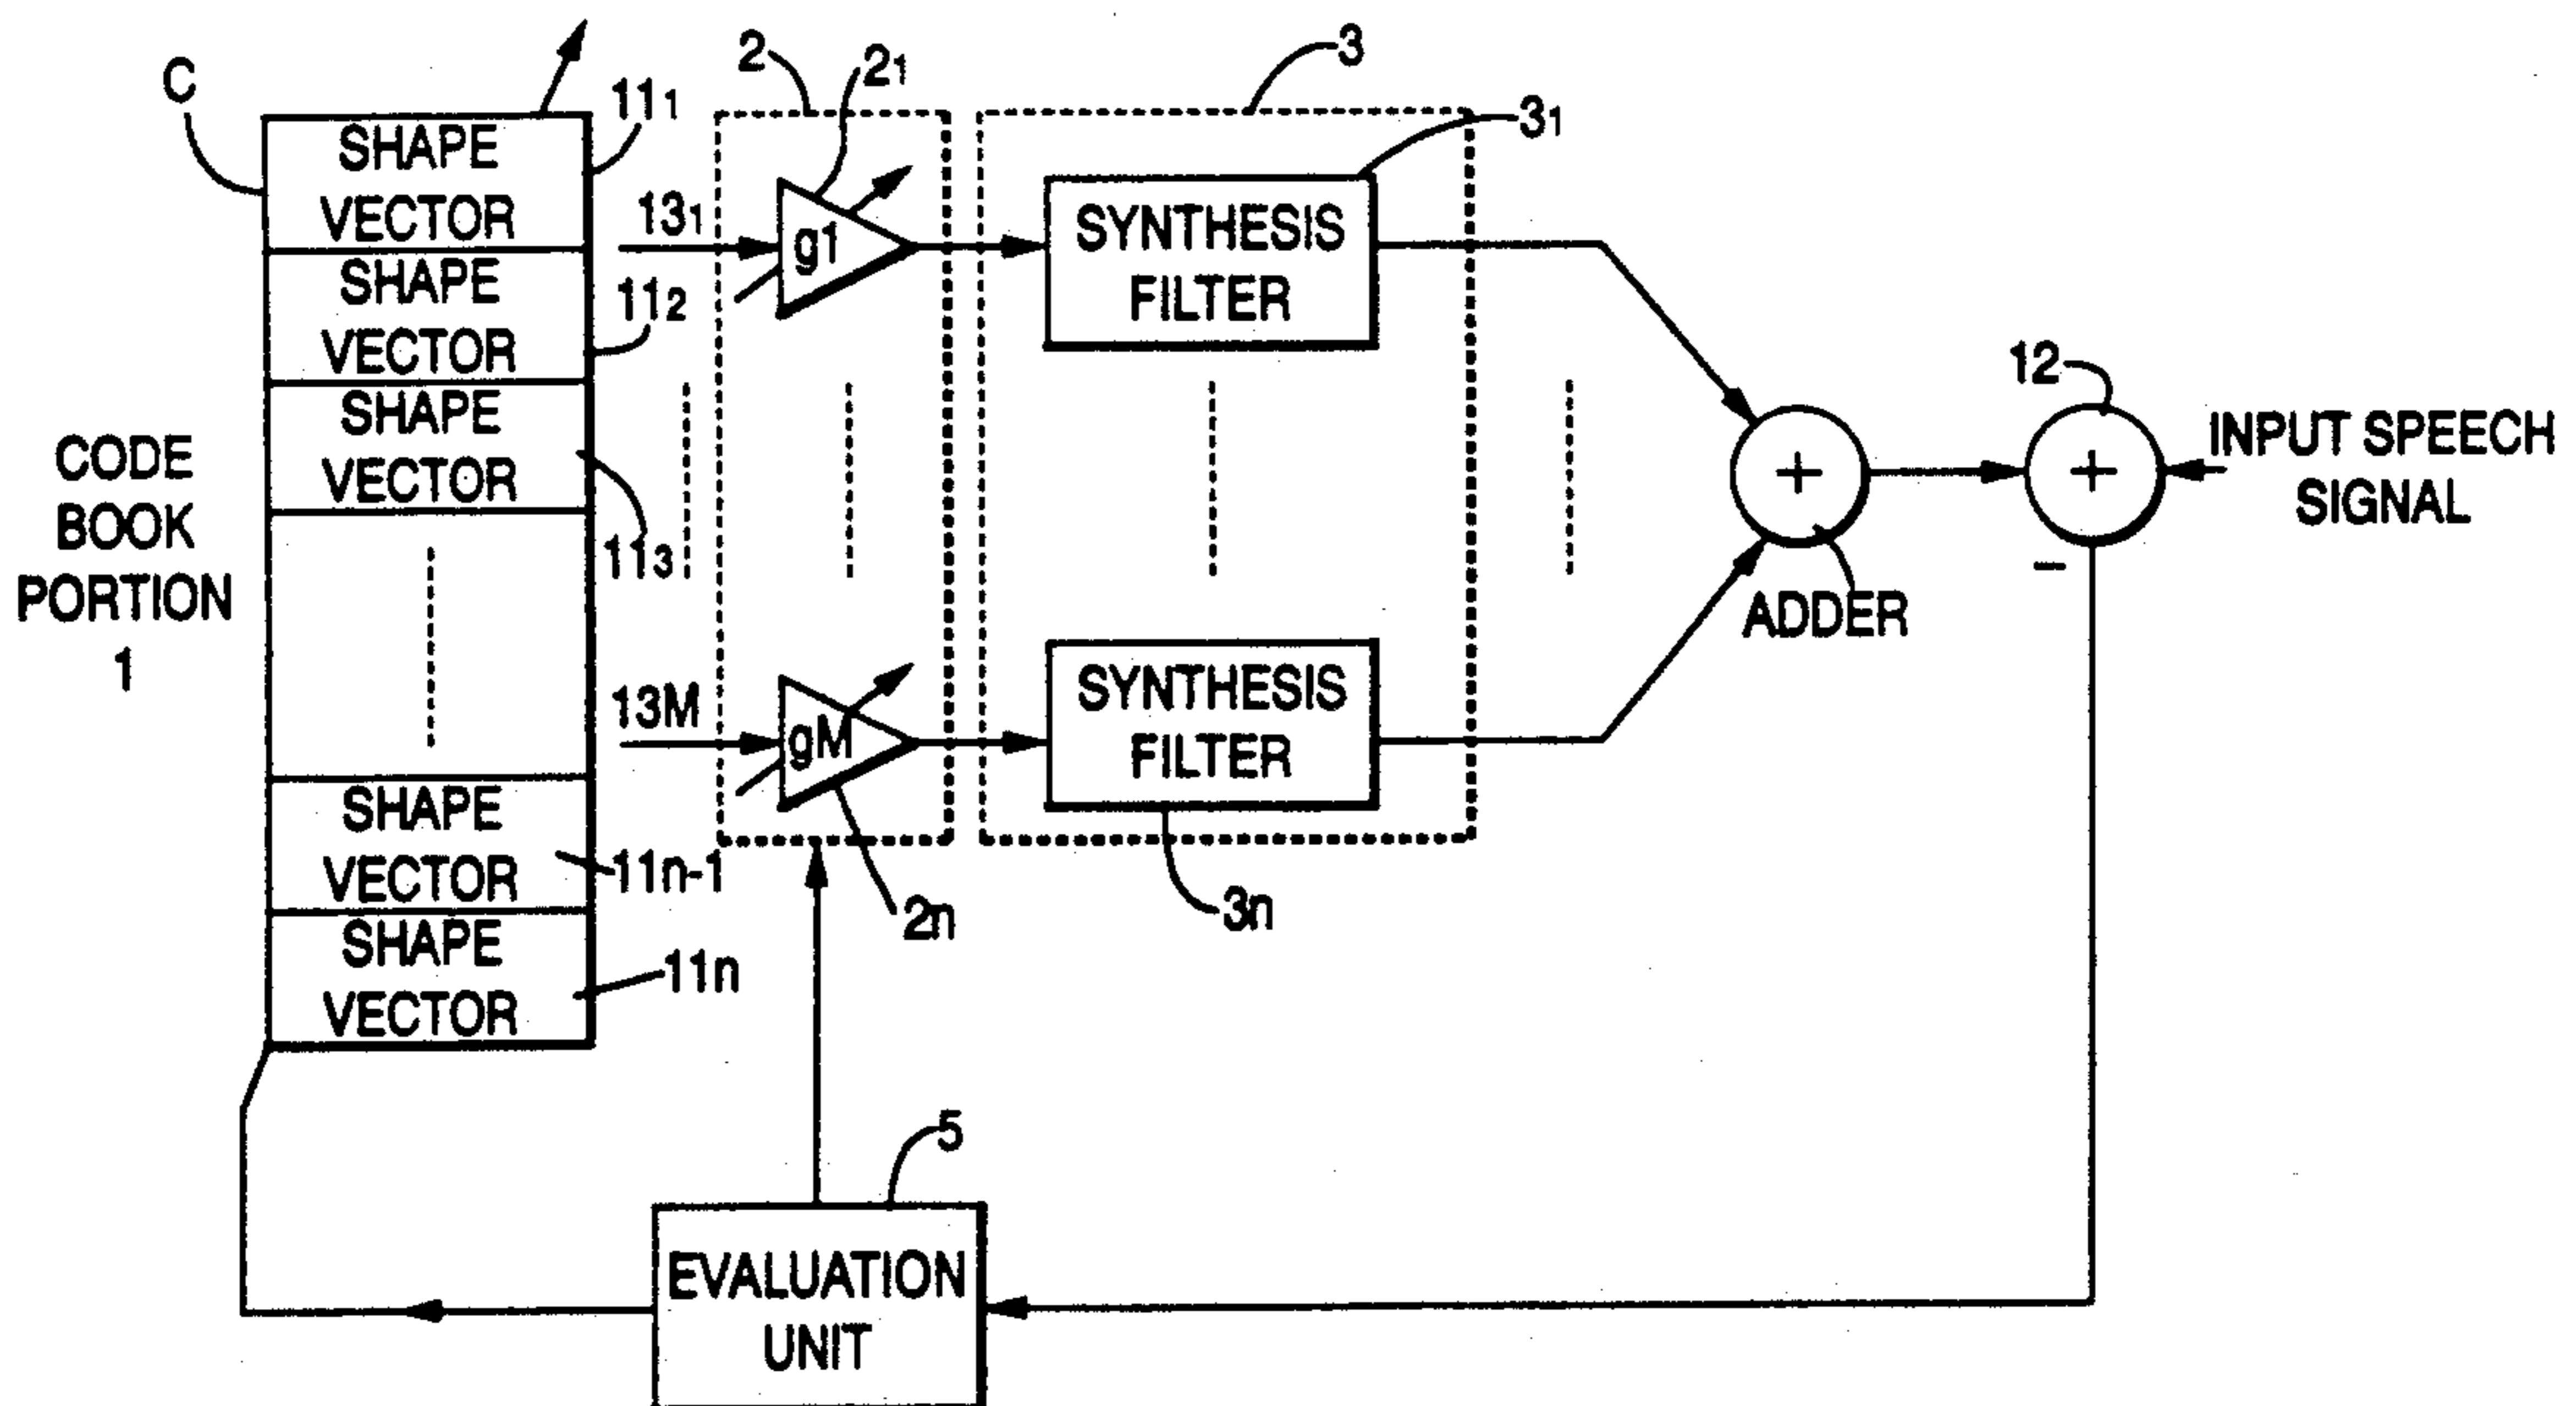 C
SHAPE
VECTOR
11₁
SHAPE
VECTOR
11₂
SHAPE
VECTOR
11₃
CODE
BOOK
PORTION
1
SHAPE
VECTOR
11n-1
SHAPE
VECTOR
11n
2
2₁
13₁
g1
13M
gM
2n
3
3₁
SYNTHESIS
FILTER
SYNTHESIS
FILTER
3n
+
ADDER
12
+
−
INPUT SPEECH
SIGNAL
5
EVALUATION
UNIT